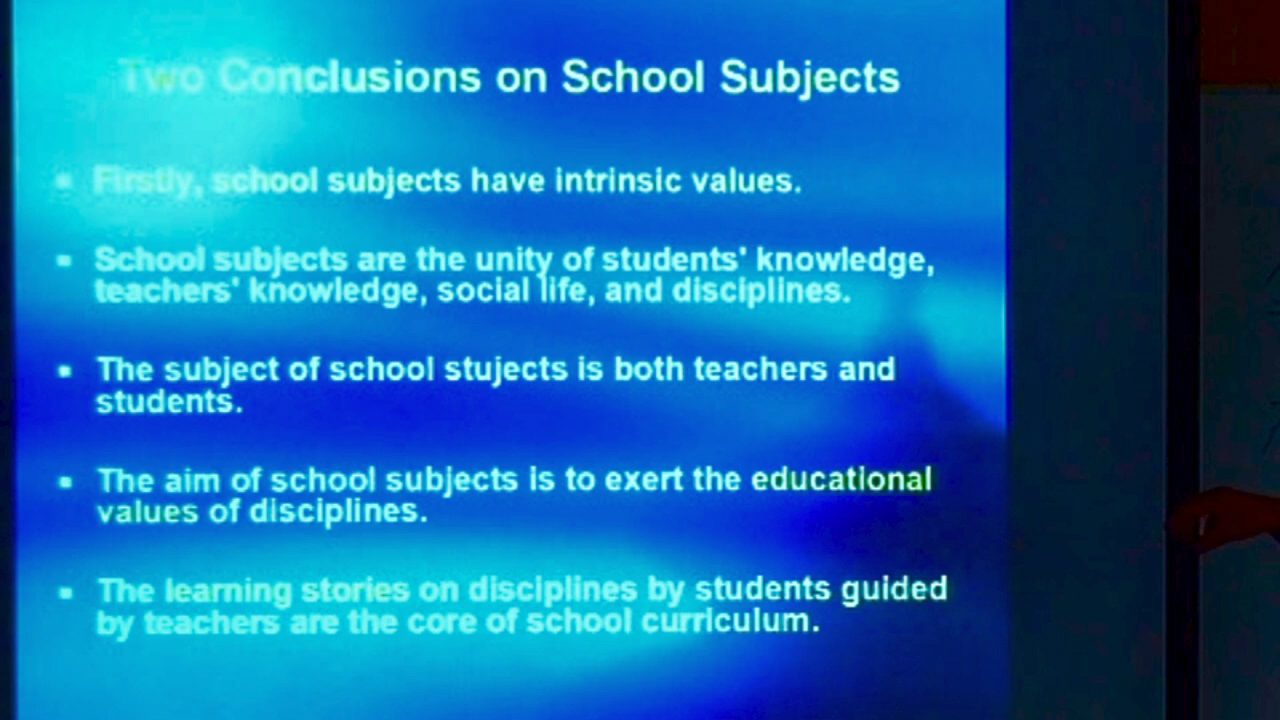 Two Conclusions on School Subjects
▪ Firstly, school subjects have intrinsic values.
▪ School subjects are the unity of students' knowledge,
teachers' knowledge, social life, and disciplines.
▪ The subject of school stujects is both teachers and
students.
▪ The aim of school subjects is to exert the educational
values of disciplines.
▪ The learning stories on disciplines by students guided
by teachers are the core of school curriculum.